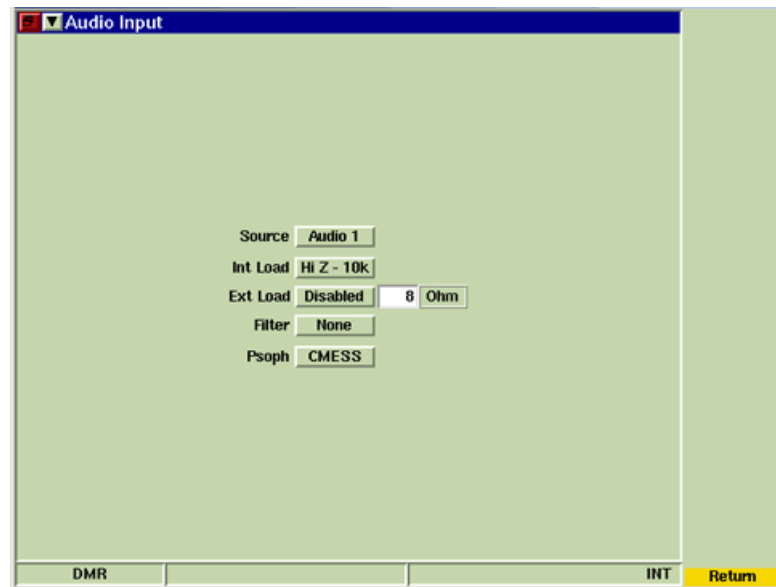 Audio Input
Source Audio 1
Int Load Hi Z - 10k
Ext Load Disabled 8 Ohm
Filter None
Psoph CMESS
DMR INT Return